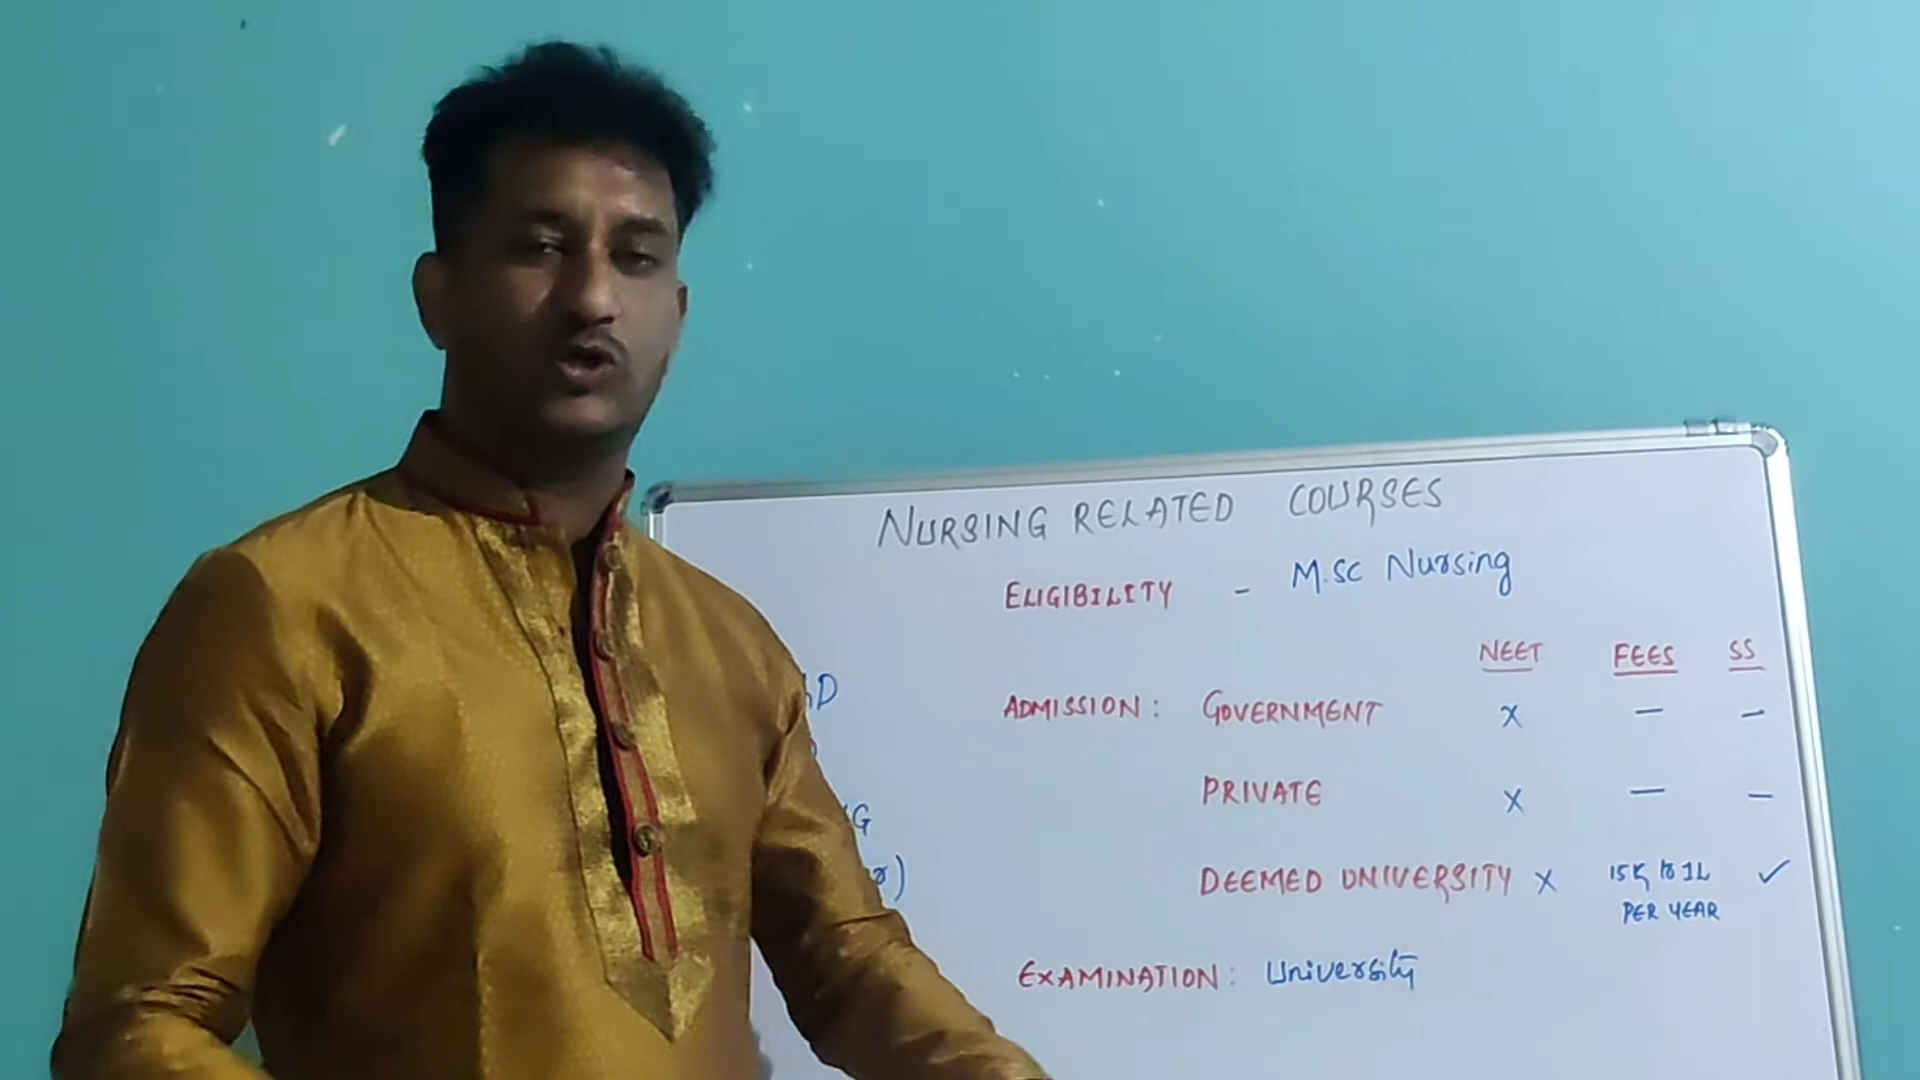 NURSING RELATED COURSES
ELIGIBILITY - M.SC Nursing
NEET FEES SS
D
ADMISSION : GOVERNMENT X — —
PRIVATE X — —
G
DEEMED UNIVERSITY X 15K to 1L ✓
r)
PER YEAR
EXAMINATION : University